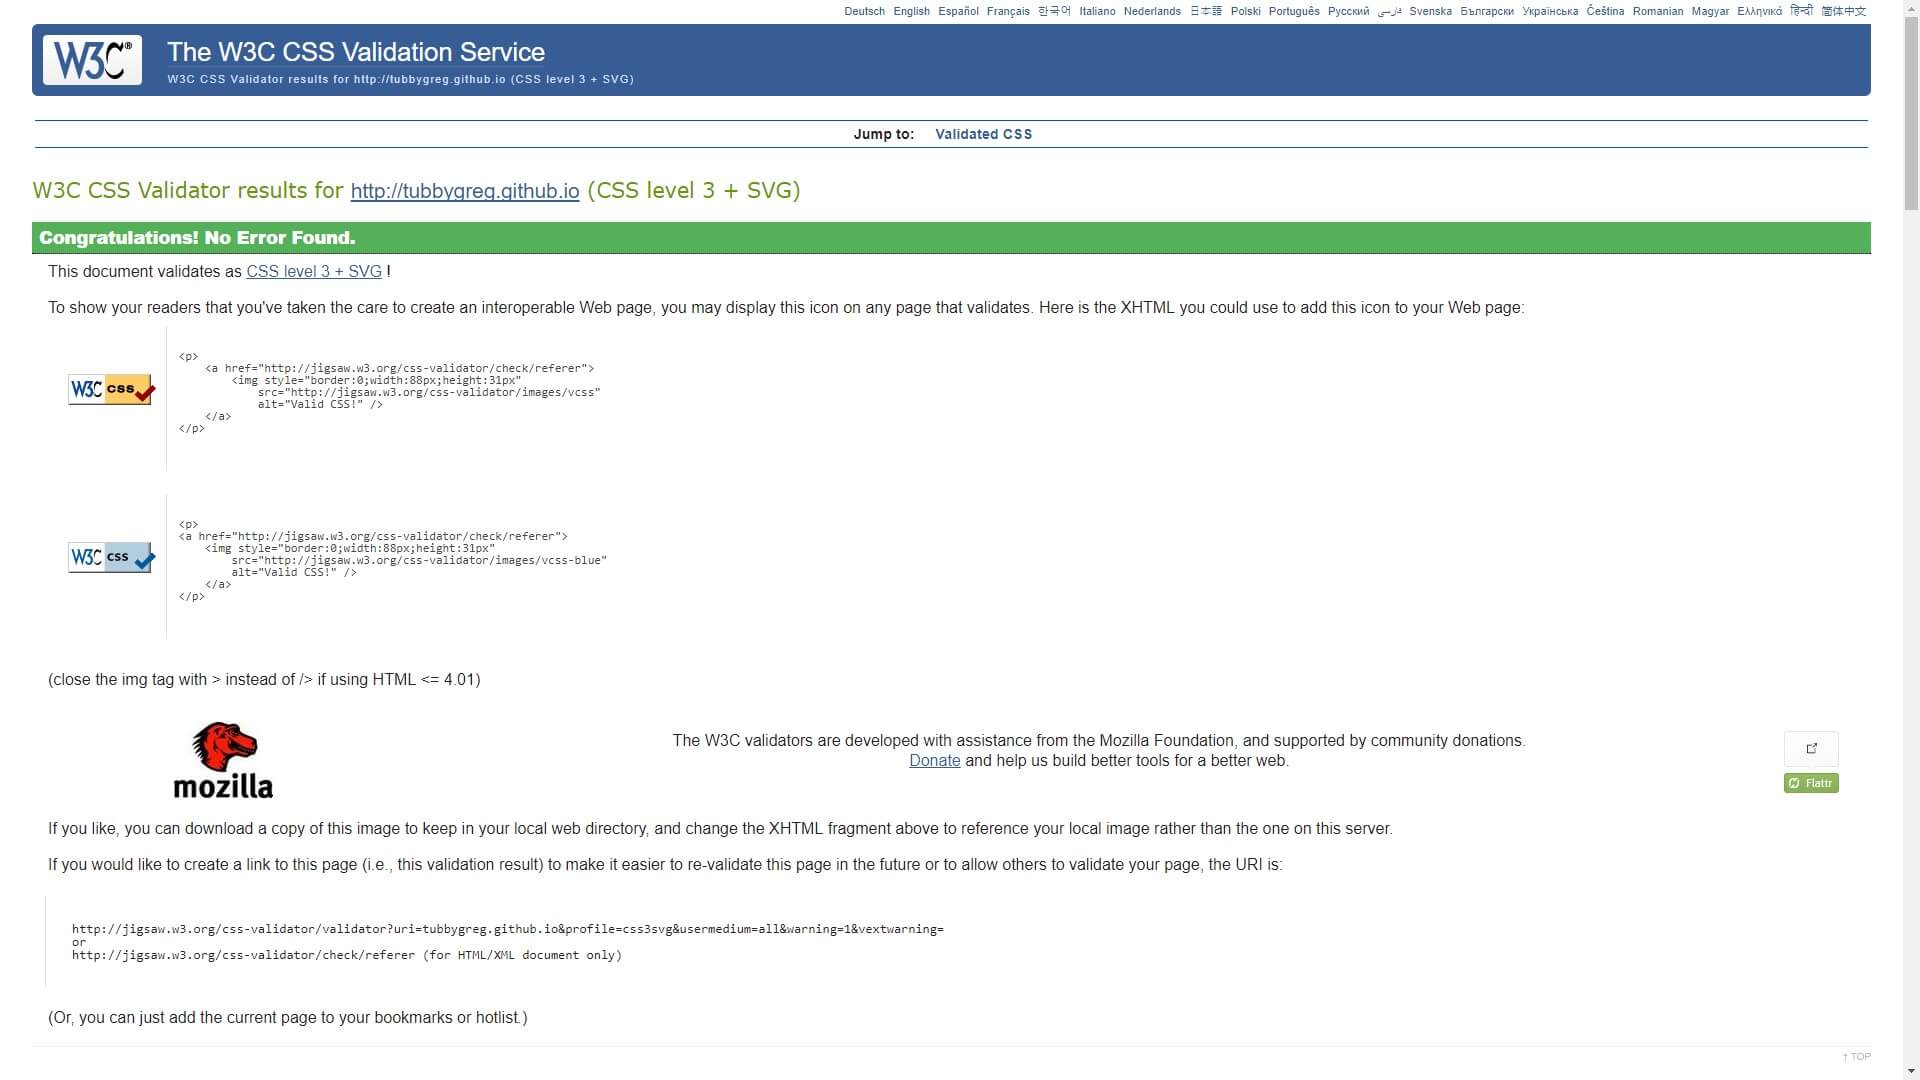 Deutsch English Español Français 한국어 Italiano Nederlands 日本語 Polski Português Русский فارسی Svenska Български Українська Čeština Romanian Magyar Ελληνικά हिन्दी 简体中文
W3C®
The W3C CSS Validation Service
W3C CSS Validator results for http://tubbygreg.github.io (CSS level 3 + SVG)
Jump to: Validated CSS
W3C CSS Validator results for http://tubbygreg.github.io (CSS level 3 + SVG)
Congratulations! No Error Found.
This document validates as CSS level 3 + SVG !
To show your readers that you've taken the care to create an interoperable Web page, you may display this icon on any page that validates. Here is the XHTML you could use to add this icon to your Web page:
W3C css
<p>
    <a href="http://jigsaw.w3.org/css-validator/check/referer">
        <img style="border:0;width:88px;height:31px"
            src="http://jigsaw.w3.org/css-validator/images/vcss"
            alt="Valid CSS!" />
    </a>
</p>
W3C css
<p>
<a href="http://jigsaw.w3.org/css-validator/check/referer">
    <img style="border:0;width:88px;height:31px"
        src="http://jigsaw.w3.org/css-validator/images/vcss-blue"
        alt="Valid CSS!" />
    </a>
</p>
(close the img tag with > instead of /> if using HTML <= 4.01)
mozilla
The W3C validators are developed with assistance from the Mozilla Foundation, and supported by community donations.
Donate and help us build better tools for a better web.
Flattr
If you like, you can download a copy of this image to keep in your local web directory, and change the XHTML fragment above to reference your local image rather than the one on this server.
If you would like to create a link to this page (i.e., this validation result) to make it easier to re-validate this page in the future or to allow others to validate your page, the URI is:
http://jigsaw.w3.org/css-validator/validator?uri=tubbygreg.github.io&profile=css3svg&usermedium=all&warning=1&vextwarning=
or
http://jigsaw.w3.org/css-validator/check/referer (for HTML/XML document only)
(Or, you can just add the current page to your bookmarks or hotlist.)
↑ TOP